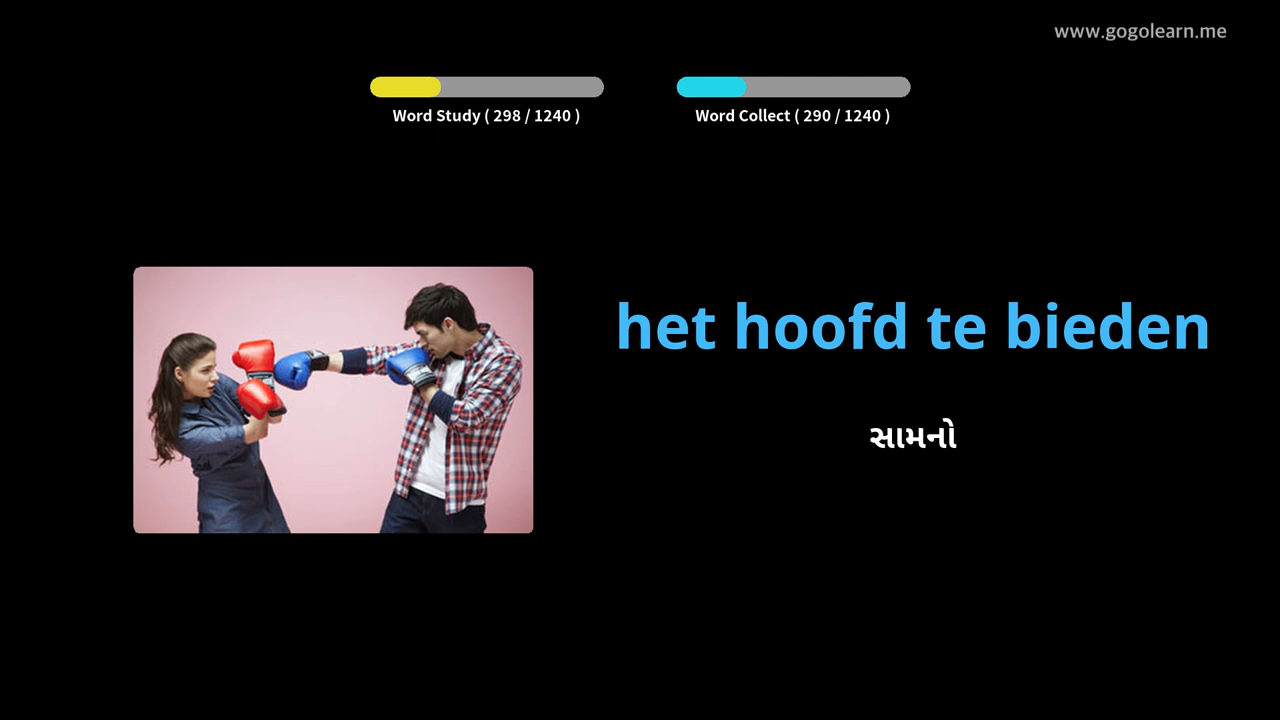 www.gogolearn.me
Word Study ( 298 / 1240 )
Word Collect ( 290 / 1240 )
het hoofd te bieden
સામનો